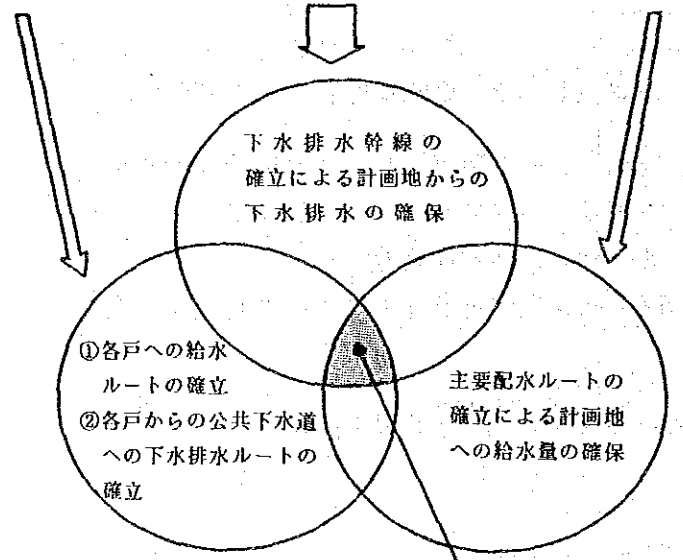 下水排水幹線の
確立による計画地からの
下水排水の確保
①各戸への給水
ルートの確立
②各戸からの公共下水道
への下水排水ルートの
確立
主要配水ルートの
確立による計画地
への給水量の確保